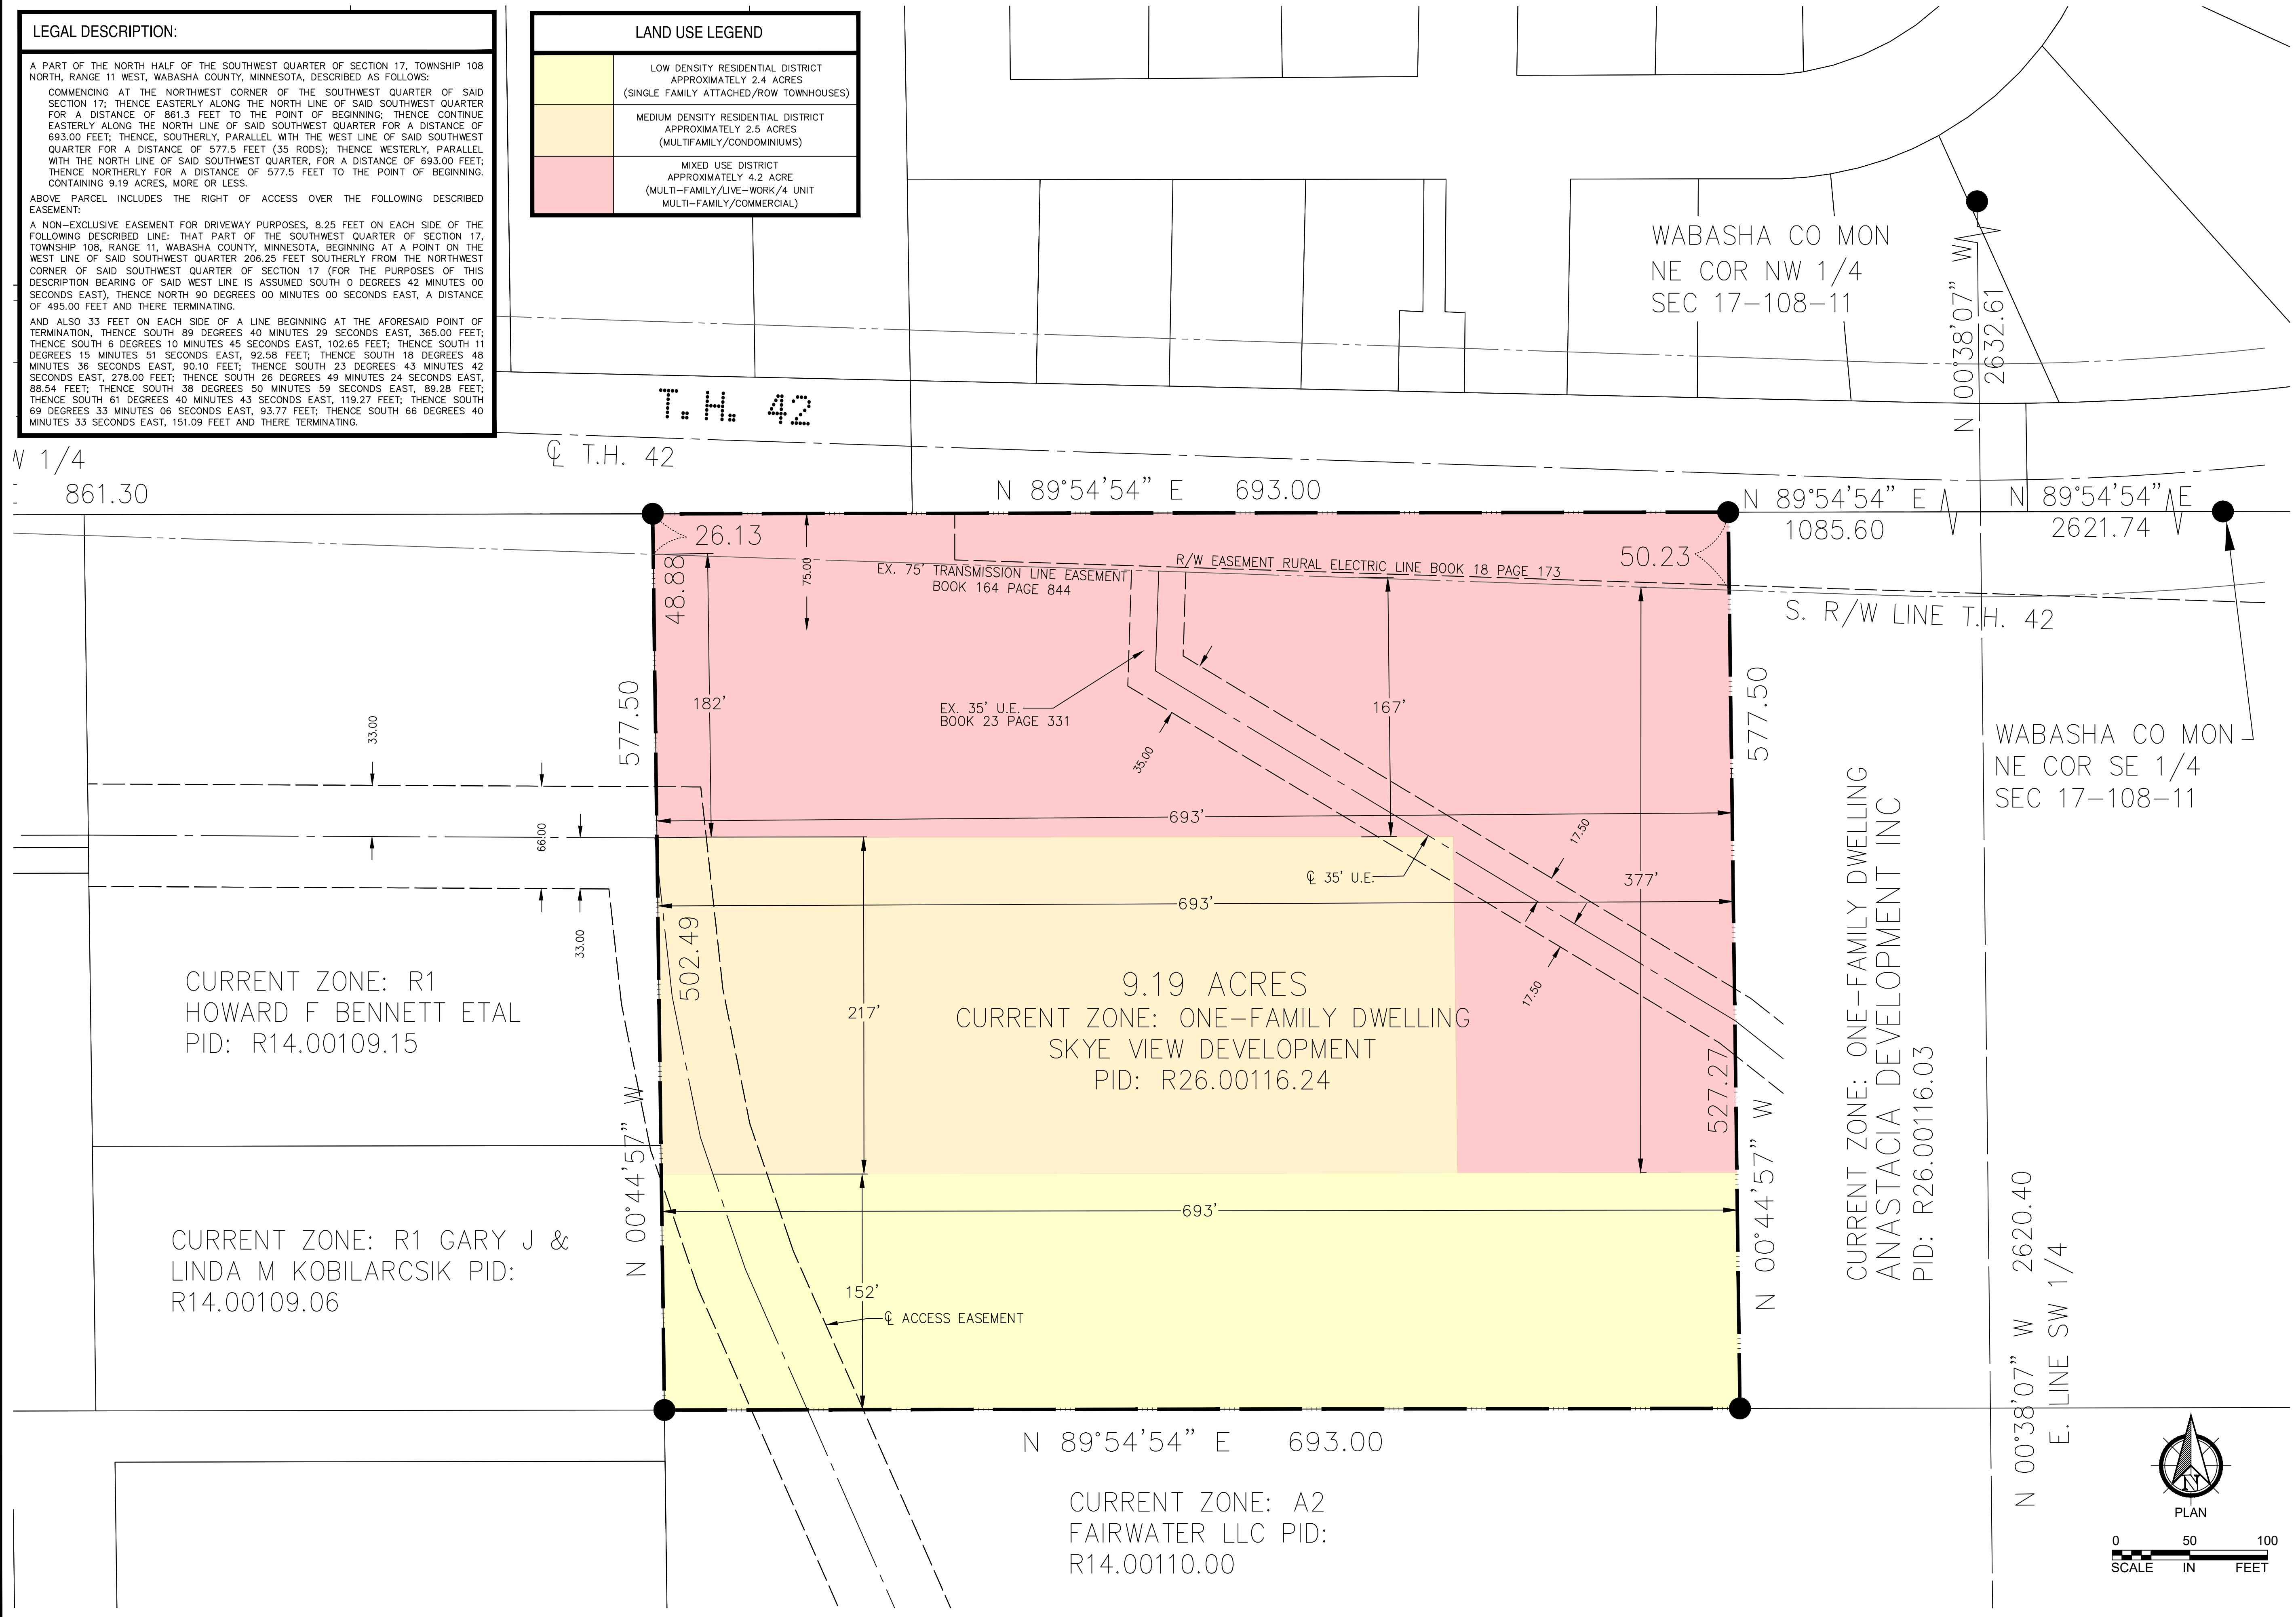 LEGAL DESCRIPTION:
A PART OF THE NORTH HALF OF THE SOUTHWEST QUARTER OF SECTION 17, TOWNSHIP 108
NORTH, RANGE 11 WEST, WABASHA COUNTY, MINNESOTA, DESCRIBED AS FOLLOWS:
COMMENCING AT THE NORTHWEST CORNER OF THE SOUTHWEST QUARTER OF SAID
SECTION 17; THENCE EASTERLY ALONG THE NORTH LINE OF SAID SOUTHWEST QUARTER
FOR A DISTANCE OF 861.3 FEET TO THE POINT OF BEGINNING; THENCE CONTINUE
EASTERLY ALONG THE NORTH LINE OF SAID SOUTHWEST QUARTER FOR A DISTANCE OF
693.00 FEET; THENCE, SOUTHERLY, PARALLEL WITH THE WEST LINE OF SAID SOUTHWEST
QUARTER FOR A DISTANCE OF 577.5 FEET (35 RODS); THENCE WESTERLY, PARALLEL
WITH THE NORTH LINE OF SAID SOUTHWEST QUARTER, FOR A DISTANCE OF 693.00 FEET;
THENCE NORTHERLY FOR A DISTANCE OF 577.5 FEET TO THE POINT OF BEGINNING.
CONTAINING 9.19 ACRES, MORE OR LESS.
ABOVE PARCEL INCLUDES THE RIGHT OF ACCESS OVER THE FOLLOWING DESCRIBED
EASEMENT:
A NON-EXCLUSIVE EASEMENT FOR DRIVEWAY PURPOSES, 8.25 FEET ON EACH SIDE OF THE
FOLLOWING DESCRIBED LINE: THAT PART OF THE SOUTHWEST QUARTER OF SECTION 17,
TOWNSHIP 108, RANGE 11, WABASHA COUNTY, MINNESOTA, BEGINNING AT A POINT ON THE
WEST LINE OF SAID SOUTHWEST QUARTER 206.25 FEET SOUTHERLY FROM THE NORTHWEST
CORNER OF SAID SOUTHWEST QUARTER OF SECTION 17 (FOR THE PURPOSES OF THIS
DESCRIPTION BEARING OF SAID WEST LINE IS ASSUMED SOUTH 0 DEGREES 42 MINUTES 00
SECONDS EAST), THENCE NORTH 90 DEGREES 00 MINUTES 00 SECONDS EAST, A DISTANCE
OF 495.00 FEET AND THERE TERMINATING.
AND ALSO 33 FEET ON EACH SIDE OF A LINE BEGINNING AT THE AFORESAID POINT OF
TERMINATION, THENCE SOUTH 89 DEGREES 40 MINUTES 29 SECONDS EAST, 365.00 FEET;
THENCE SOUTH 6 DEGREES 10 MINUTES 45 SECONDS EAST, 102.65 FEET; THENCE SOUTH 11
DEGREES 15 MINUTES 51 SECONDS EAST, 92.58 FEET; THENCE SOUTH 18 DEGREES 48
MINUTES 36 SECONDS EAST, 90.10 FEET; THENCE SOUTH 23 DEGREES 43 MINUTES 42
SECONDS EAST, 278.00 FEET; THENCE SOUTH 26 DEGREES 49 MINUTES 24 SECONDS EAST,
88.54 FEET; THENCE SOUTH 38 DEGREES 50 MINUTES 59 SECONDS EAST, 89.28 FEET;
THENCE SOUTH 61 DEGREES 40 MINUTES 43 SECONDS EAST, 119.27 FEET; THENCE SOUTH
69 DEGREES 33 MINUTES 06 SECONDS EAST, 93.77 FEET; THENCE SOUTH 66 DEGREES 40
MINUTES 33 SECONDS EAST, 151.09 FEET AND THERE TERMINATING.
LAND USE LEGEND
LOW DENSITY RESIDENTIAL DISTRICT
APPROXIMATELY 2.4 ACRES
(SINGLE FAMILY ATTACHED/ROW TOWNHOUSES)
MEDIUM DENSITY RESIDENTIAL DISTRICT
APPROXIMATELY 2.5 ACRES
(MULTIFAMILY/CONDOMINIUMS)
MIXED USE DISTRICT
APPROXIMATELY 4.2 ACRE
(MULTI-FAMILY/LIVE-WORK/4 UNIT
MULTI-FAMILY/COMMERCIAL)
WABASHA CO MON
NE COR NW 1/4
SEC 17-108-11
N 00°38'07" W
2632.61
T.H. 42
℄ T.H. 42
W 1/4
861.30
N 89°54'54" E 693.00
N 89°54'54" E
1085.60
N 89°54'54" E
2621.74
26.13
48.88
75.00
EX. 75' TRANSMISSION LINE EASEMENT
BOOK 164 PAGE 844
R/W EASEMENT RURAL ELECTRIC LINE BOOK 18 PAGE 173
50.23
S. R/W LINE T.H. 42
577.50
182'
EX. 35' U.E.
BOOK 23 PAGE 331
35.00
167'
577.50
WABASHA CO MON
NE COR SE 1/4
SEC 17-108-11
33.00
66.00
33.00
693'
17.50
℄ 35' U.E.
377'
693'
17.50
502.49
217'
CURRENT ZONE: R1
HOWARD F BENNETT ETAL
PID: R14.00109.15
9.19 ACRES
CURRENT ZONE: ONE-FAMILY DWELLING
SKYE VIEW DEVELOPMENT
PID: R26.00116.24
527.27
CURRENT ZONE: ONE-FAMILY DWELLING
ANASTACIA DEVELOPMENT INC
PID: R26.00116.03
N 00°44'57" W
N 00°44'57" W
693'
CURRENT ZONE: R1 GARY J &
LINDA M KOBILARCSIK PID:
R14.00109.06
152'
℄ ACCESS EASEMENT
N 00°38'07" W 2620.40
E. LINE SW 1/4
N 89°54'54" E 693.00
CURRENT ZONE: A2
FAIRWATER LLC PID:
R14.00110.00
N
PLAN
0 50 100
SCALE IN FEET